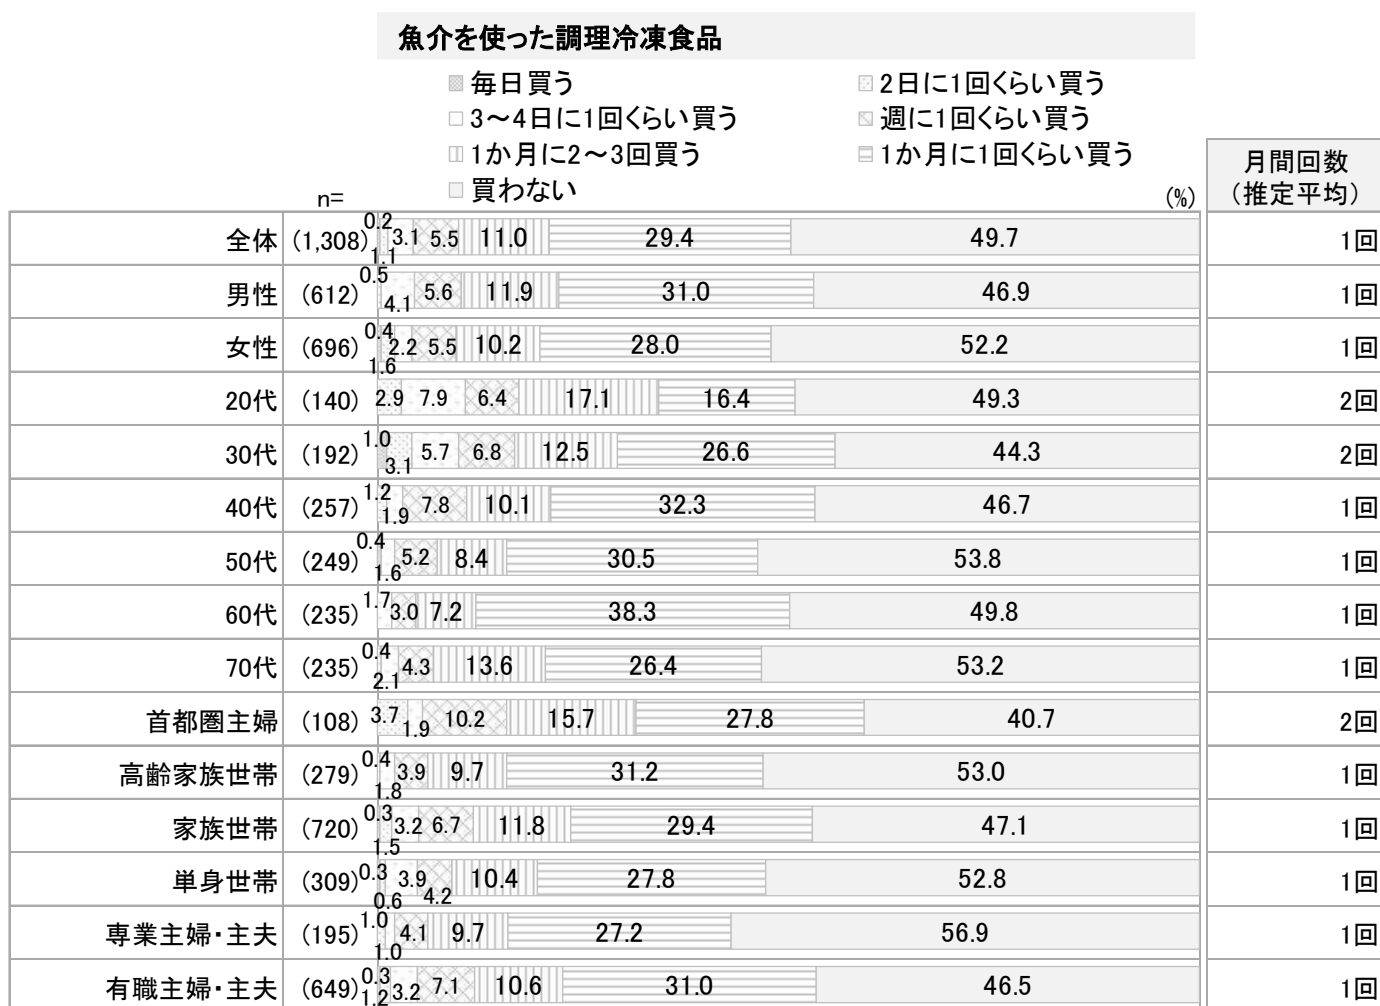 魚介を使った調理冷凍食品
毎日買う 2日に1回くらい買う
3～4日に1回くらい買う 週に1回くらい買う
1か月に2～3回買う 1か月に1回くらい買う
買わない
n= (%) 月間回数
(推定平均)
全体 (1,308) 0.2 1.1 3.1 5.5 11.0 29.4 49.7 1回
男性 (612) 0.5 4.1 5.6 11.9 31.0 46.9 1回
女性 (696) 0.4 1.6 2.2 5.5 10.2 28.0 52.2 1回
20代 (140) 2.9 7.9 6.4 17.1 16.4 49.3 2回
30代 (192) 1.0 3.1 5.7 6.8 12.5 26.6 44.3 2回
40代 (257) 1.2 1.9 7.8 10.1 32.3 46.7 1回
50代 (249) 0.4 1.6 5.2 8.4 30.5 53.8 1回
60代 (235) 1.7 3.0 7.2 38.3 49.8 1回
70代 (235) 0.4 2.1 4.3 13.6 26.4 53.2 1回
首都圏主婦 (108) 3.7 1.9 10.2 15.7 27.8 40.7 2回
高齢家族世帯 (279) 0.4 1.8 3.9 9.7 31.2 53.0 1回
家族世帯 (720) 0.3 1.5 3.2 6.7 11.8 29.4 47.1 1回
単身世帯 (309) 0.3 0.6 3.9 4.2 10.4 27.8 52.8 1回
専業主婦・主夫 (195) 1.0 1.0 4.1 9.7 27.2 56.9 1回
有職主婦・主夫 (649) 0.3 1.2 3.2 7.1 10.6 31.0 46.5 1回